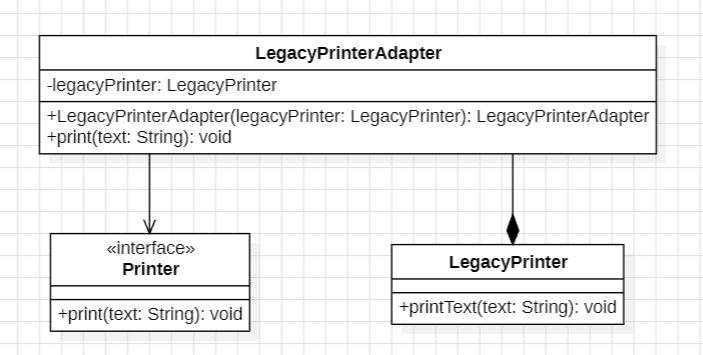 LegacyPrinterAdapter
-legacyPrinter: LegacyPrinter
+LegacyPrinterAdapter(legacyPrinter: LegacyPrinter): LegacyPrinterAdapter
+print(text: String): void
«interface»
Printer
+print(text: String): void
LegacyPrinter
+printText(text: String): void